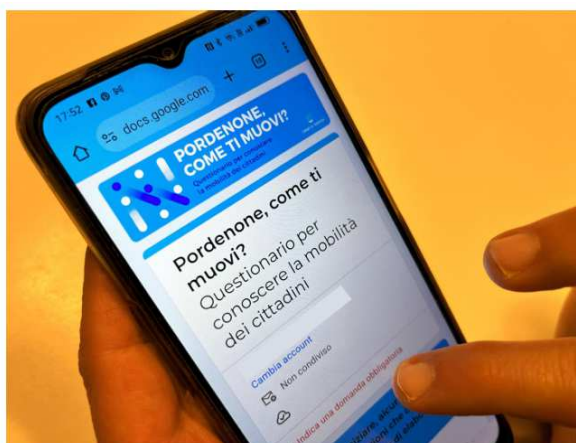 17:52
docs.google.com
PORDENONE,
COME TI MUOVI?
Questionario per conoscere
la mobilità dei cittadini
Pordenone, come ti
muovi?
Questionario per
conoscere la mobilità
dei cittadini
Cambia account
Non condiviso
Indica una domanda obbligatoria